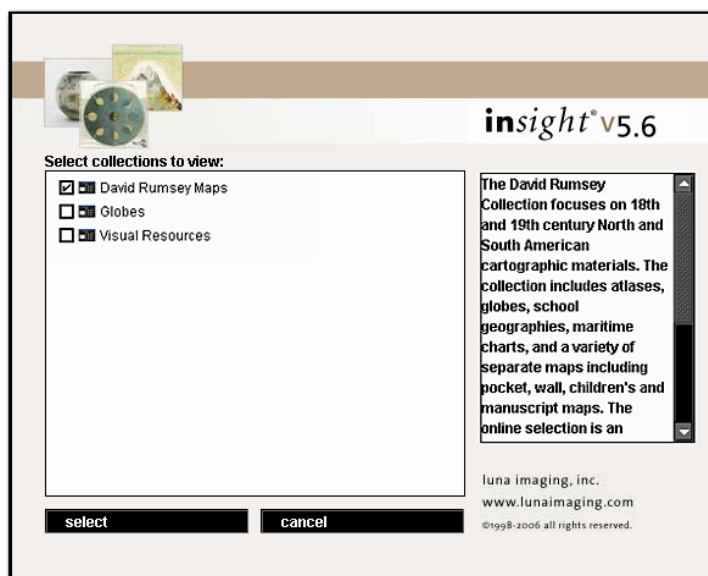 insight® v5.6
Select collections to view:
David Rumsey Maps
Globes
Visual Resources
The David Rumsey
Collection focuses on 18th
and 19th century North and
South American
cartographic materials. The
collection includes atlases,
globes, school
geographies, maritime
charts, and a variety of
separate maps including
pocket, wall, children's and
manuscript maps. The
online selection is an
luna imaging, inc.
www.lunaimaging.com
©1998-2006 all rights reserved.
select
cancel